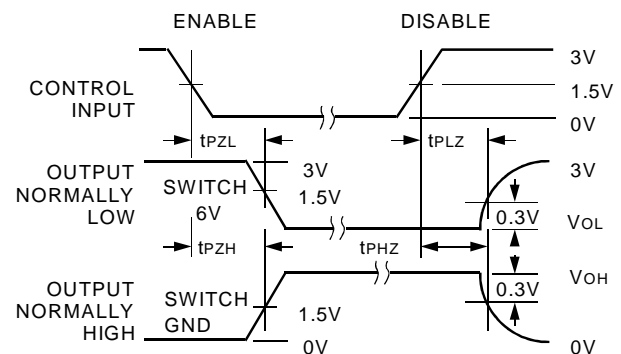 ENABLE DISABLE
CONTROL
INPUT
3V
1.5V
0V
tPZL
tPLZ
OUTPUT
NORMALLY
LOW
SWITCH
6V
3V
1.5V
3V
0.3V
VOL
tPZH
tPHZ
OUTPUT
NORMALLY
HIGH
SWITCH
GND
1.5V
0V
0.3V
VOH
0V